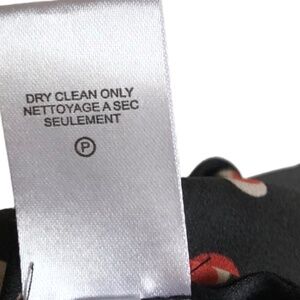 DRY CLEAN ONLY
NETTOYAGE A SEC
SEULEMENT
P